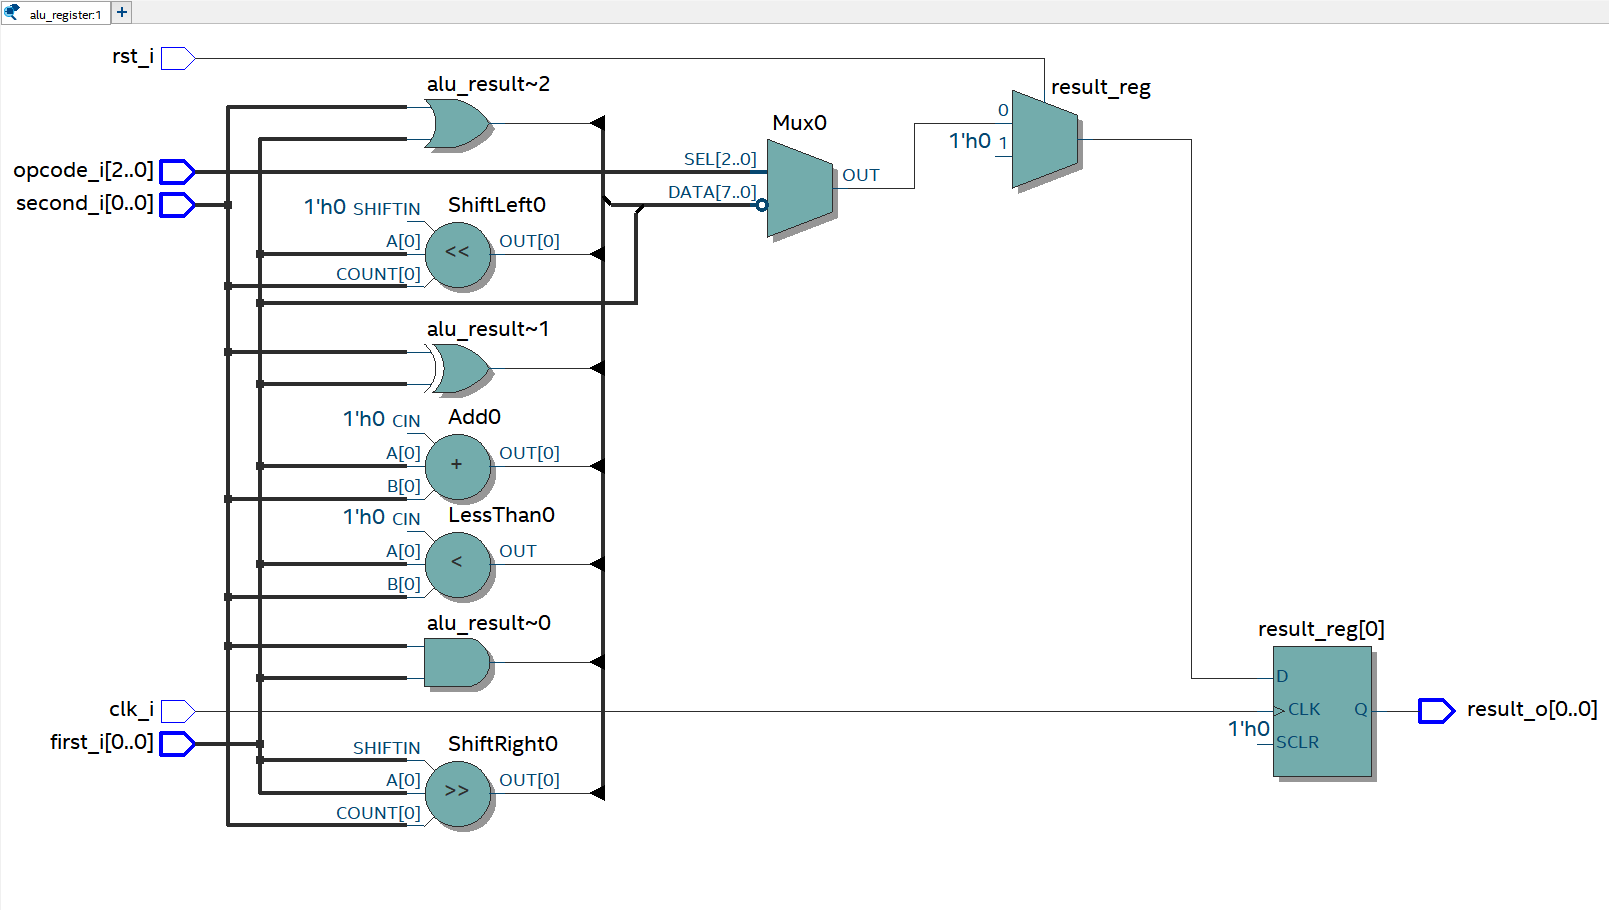 alu_register:1
+
rst_i
alu_result~2
result_reg
0
1'h0 1
Mux0
SEL[2..0]
DATA[7..0]
OUT
opcode_i[2..0]
second_i[0..0]
ShiftLeft0
1'h0 SHIFTIN
A[0]
<<
OUT[0]
COUNT[0]
alu_result~1
Add0
1'h0 CIN
A[0]
+
OUT[0]
B[0]
LessThan0
1'h0 CIN
A[0]
<
OUT
B[0]
alu_result~0
clk_i
first_i[0..0]
ShiftRight0
SHIFTIN
A[0]
>>
OUT[0]
COUNT[0]
result_reg[0]
D
CLK
Q
1'h0 SCLR
result_o[0..0]